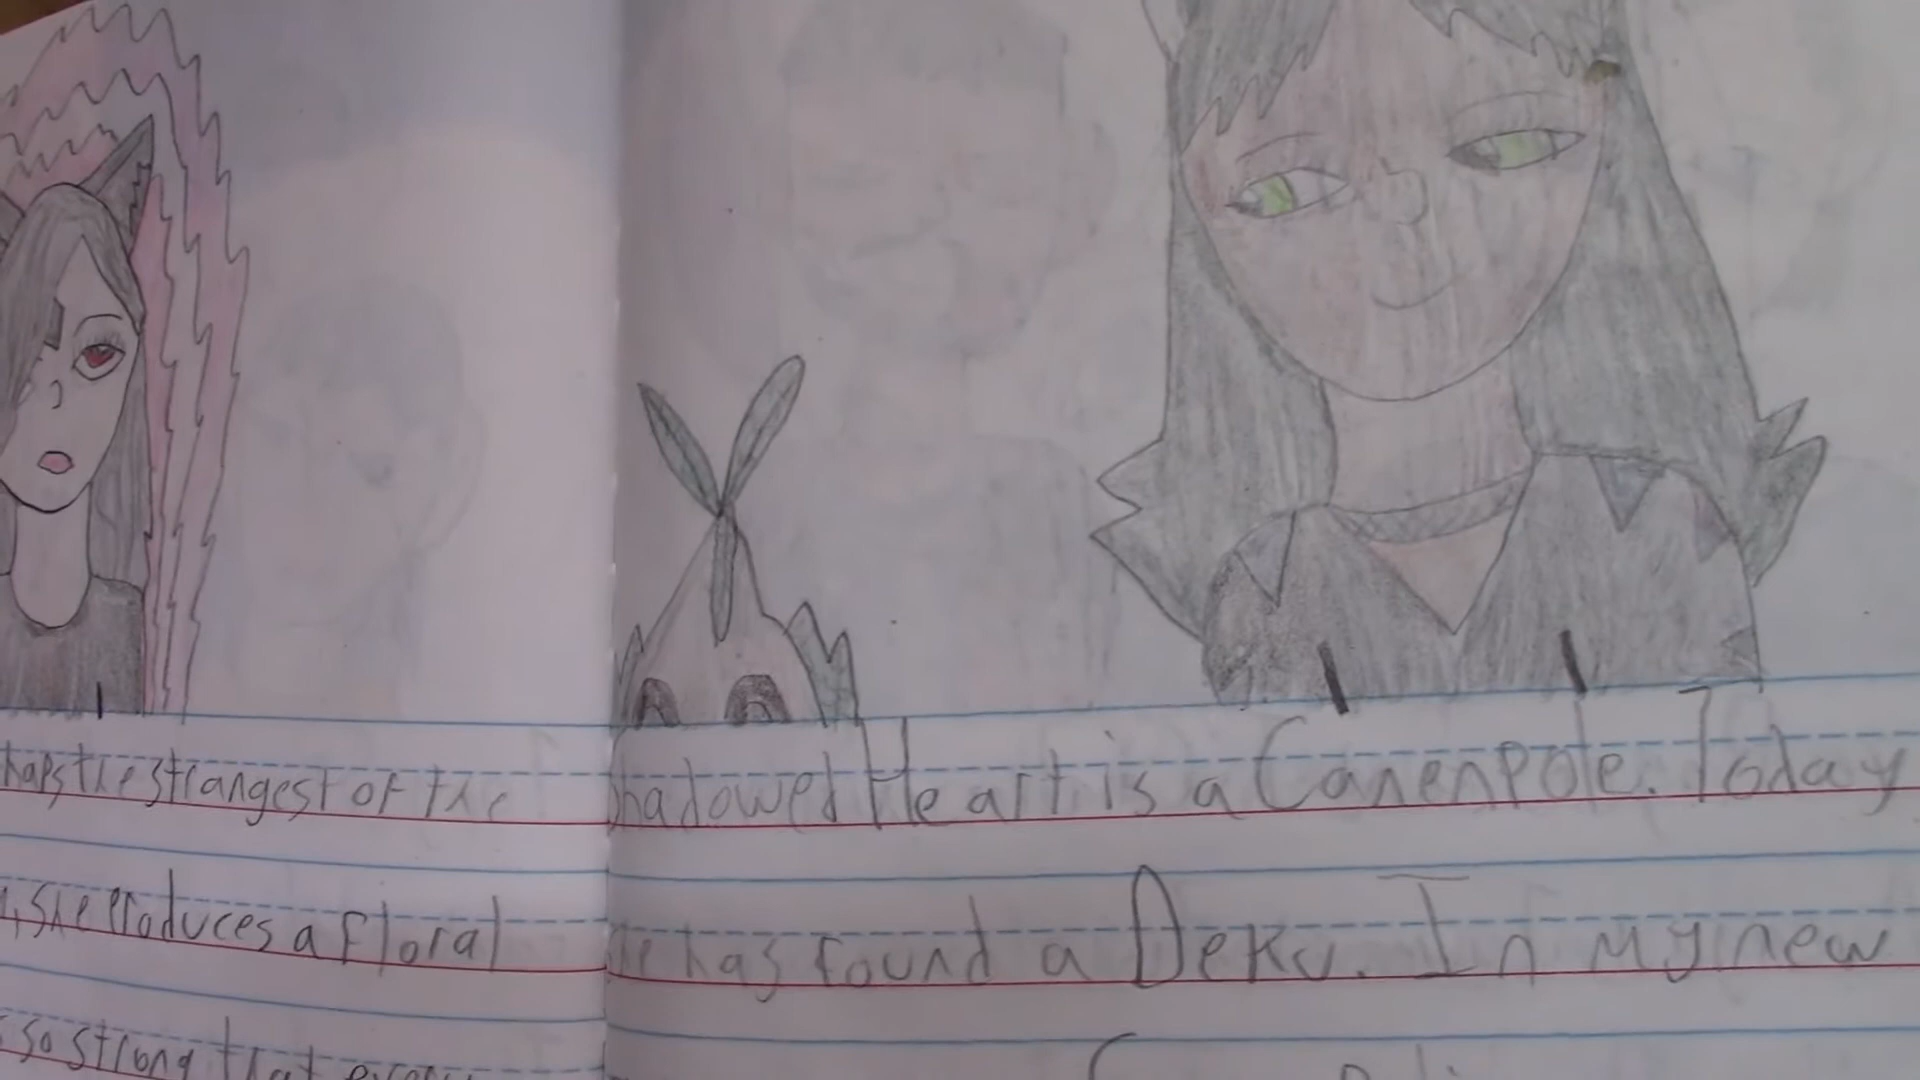 haps the strangest of the
, she produces a floral
so strong that
Shadowed Heart is a Canenpole. Today
he has found a Deku. In my new